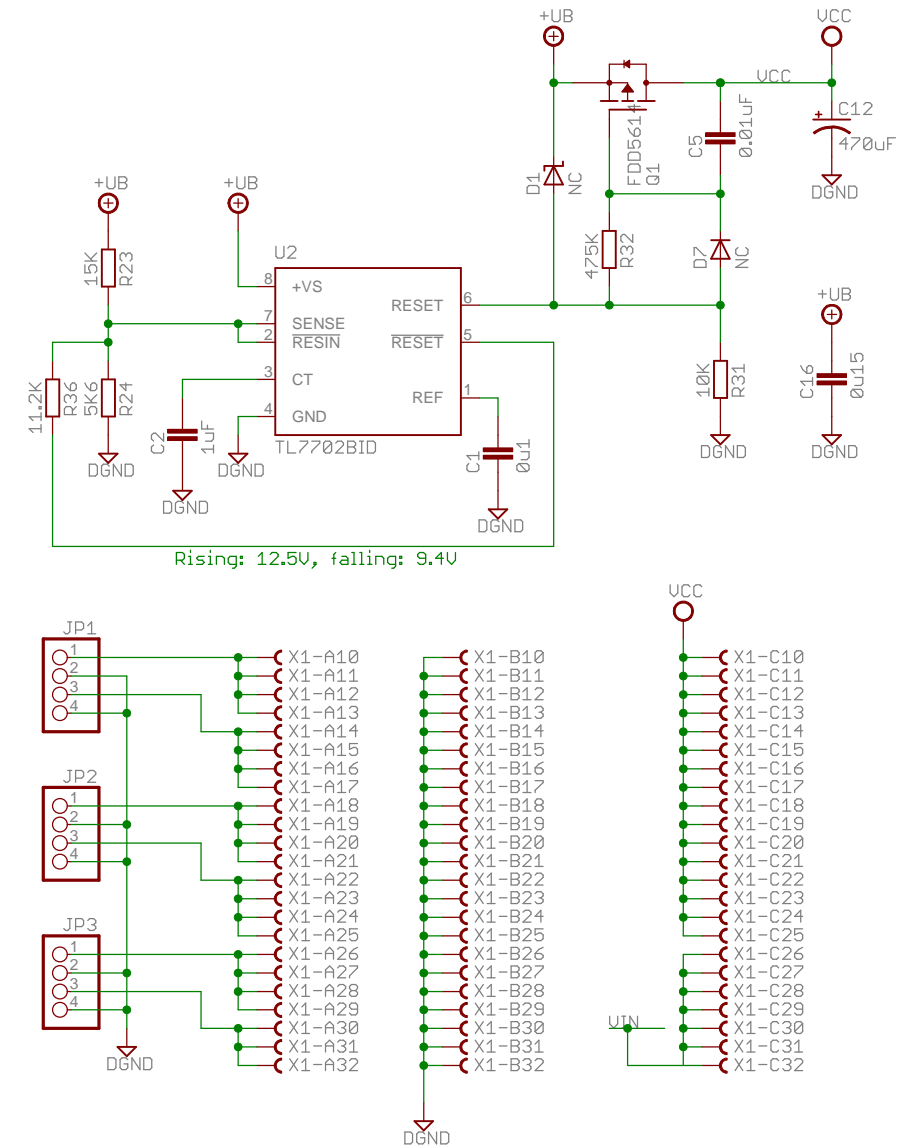 +UB
VCC
VCC
C12
470uF
DGND
FDD5614
Q1
C5
0.01uF
D1
NC
+UB
+UB
15K
R23
U2
475K
R32
D7
NC
8
+VS
RESET
6
7
SENSE
2
RESIN
RESET
5
3
CT
REF
1
4
GND
TL7702BID
11.2K
R36
5K6
R24
DGND
C2
1uF
DGND
DGND
C1
0u1
DGND
10K
R31
DGND
+UB
C16
0u15
DGND
Rising: 12.5V, falling: 9.4V
VCC
JP1
1
2
3
4
JP2
1
2
3
4
JP3
1
2
3
4
DGND
X1-A10
X1-A11
X1-A12
X1-A13
X1-A14
X1-A15
X1-A16
X1-A17
X1-A18
X1-A19
X1-A20
X1-A21
X1-A22
X1-A23
X1-A24
X1-A25
X1-A26
X1-A27
X1-A28
X1-A29
X1-A30
X1-A31
X1-A32
X1-B10
X1-B11
X1-B12
X1-B13
X1-B14
X1-B15
X1-B16
X1-B17
X1-B18
X1-B19
X1-B20
X1-B21
X1-B22
X1-B23
X1-B24
X1-B25
X1-B26
X1-B27
X1-B28
X1-B29
X1-B30
X1-B31
X1-B32
DGND
X1-C10
X1-C11
X1-C12
X1-C13
X1-C14
X1-C15
X1-C16
X1-C17
X1-C18
X1-C19
X1-C20
X1-C21
X1-C22
X1-C23
X1-C24
X1-C25
X1-C26
X1-C27
X1-C28
X1-C29
X1-C30
X1-C31
X1-C32
VIN